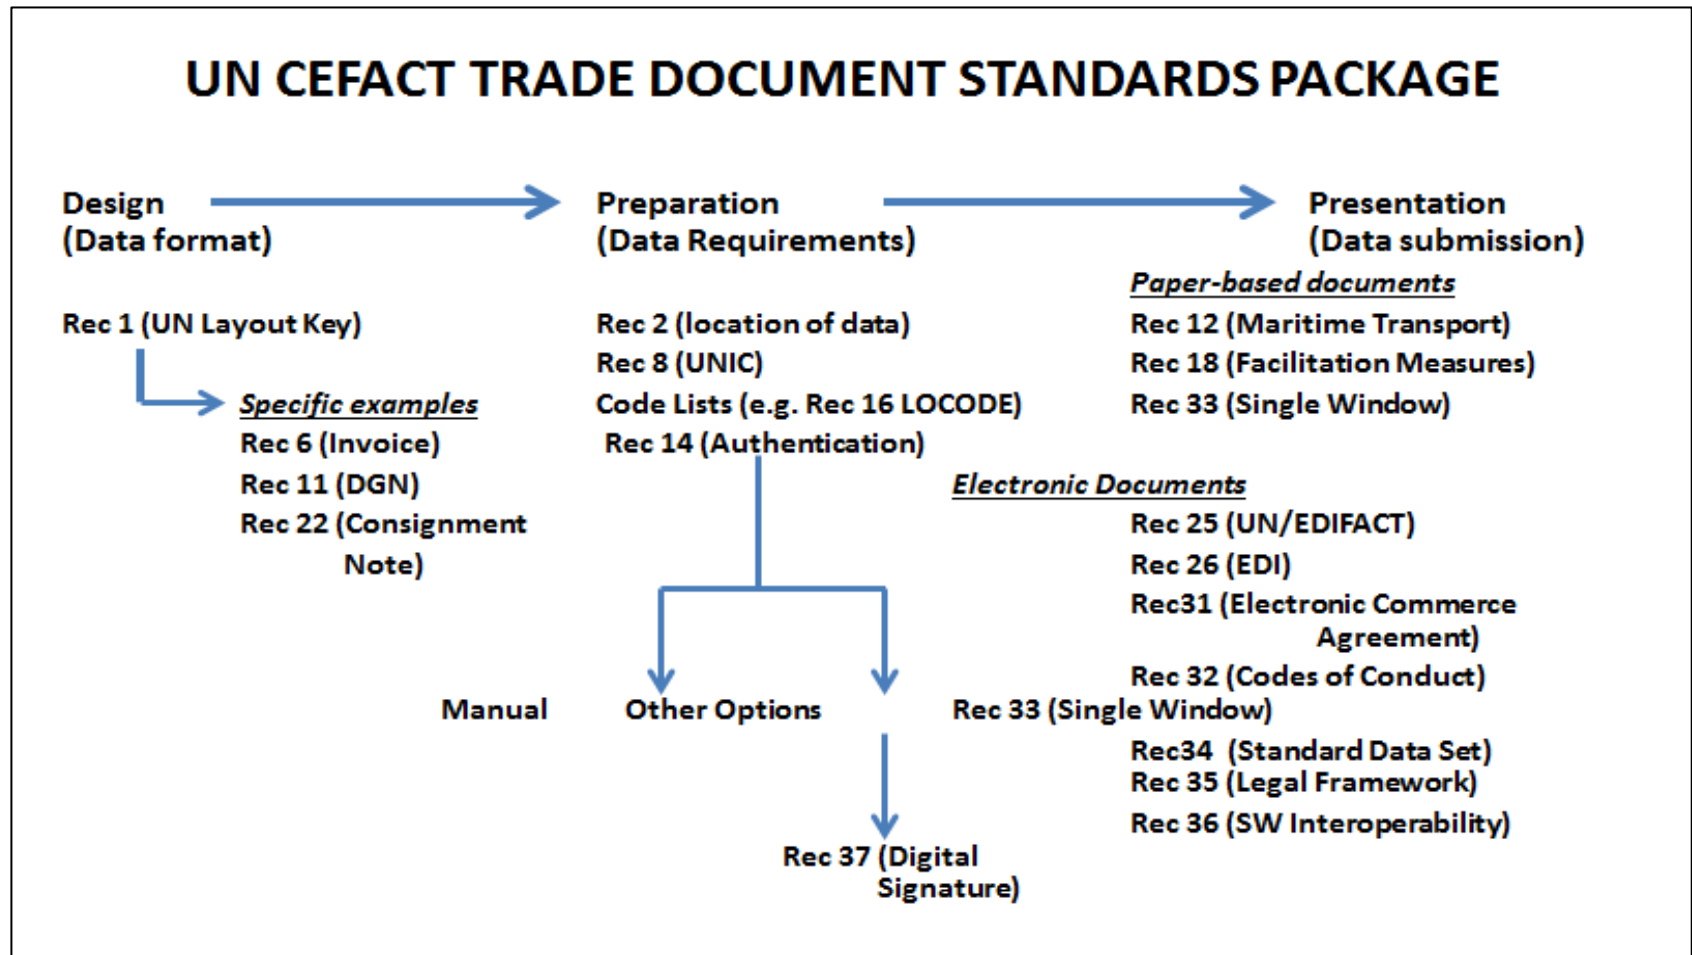 UN CEFACT TRADE DOCUMENT STANDARDS PACKAGE
Design
(Data format)
Preparation
(Data Requirements)
Presentation
(Data submission)
Rec 1 (UN Layout Key)
Specific examples
Rec 6 (Invoice)
Rec 11 (DGN)
Rec 22 (Consignment
Note)
Rec 2 (location of data)
Rec 8 (UNIC)
Code Lists (e.g. Rec 16 LOCODE)
Rec 14 (Authentication)
Manual
Other Options
Rec 37 (Digital
Signature)
Paper-based documents
Rec 12 (Maritime Transport)
Rec 18 (Facilitation Measures)
Rec 33 (Single Window)
Electronic Documents
Rec 25 (UN/EDIFACT)
Rec 26 (EDI)
Rec31 (Electronic Commerce
Agreement)
Rec 32 (Codes of Conduct)
Rec 33 (Single Window)
Rec34 (Standard Data Set)
Rec 35 (Legal Framework)
Rec 36 (SW Interoperability)